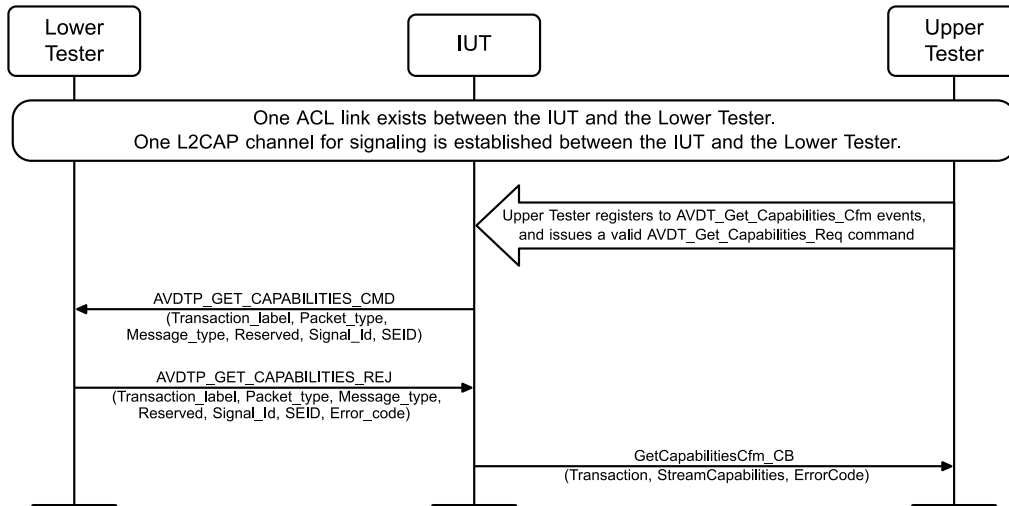 Lower
Tester
IUT
Upper
Tester
One ACL link exists between the IUT and the Lower Tester.
One L2CAP channel for signaling is established between the IUT and the Lower Tester.
Upper Tester registers to AVDT_Get_Capabilities_Cfm events,
and issues a valid AVDT_Get_Capabilities_Req command
AVDTP_GET_CAPABILITIES_CMD
(Transaction_label, Packet_type,
Message_type, Reserved, Signal_Id, SEID)
AVDTP_GET_CAPABILITIES_REJ
(Transaction_label, Packet_type, Message_type,
Reserved, Signal_Id, SEID, Error_code)
GetCapabilitiesCfm_CB
(Transaction, StreamCapabilities, ErrorCode)